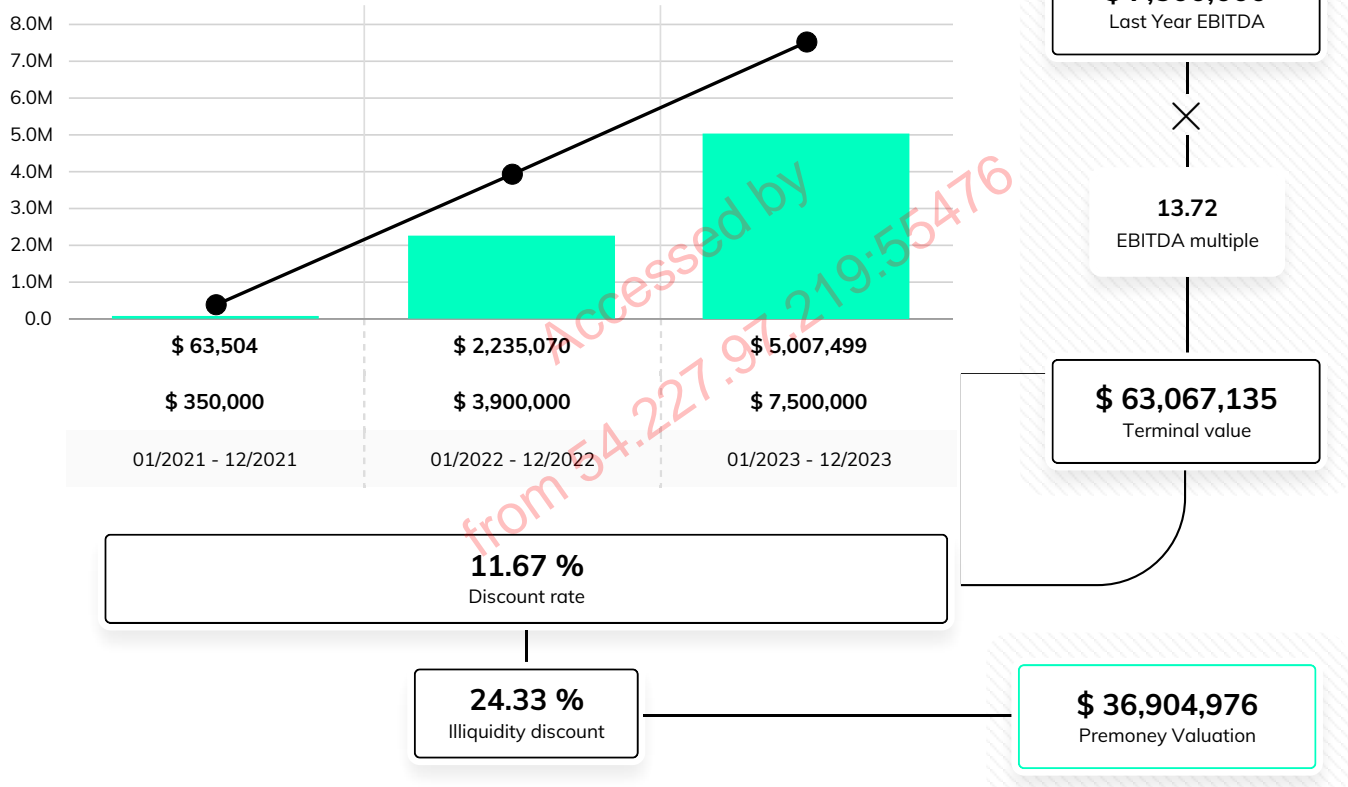 8.0M
7.0M
6.0M
5.0M
4.0M
3.0M
2.0M
1.0M
0.0
$ 63,504 $ 2,235,070 $ 5,007,499
$ 350,000 $ 3,900,000 $ 7,500,000
01/2021 - 12/2021 01/2022 - 12/2022 01/2023 - 12/2023
Last Year EBITDA
13.72
EBITDA multiple
$ 63,067,135
Terminal value
11.67 %
Discount rate
24.33 %
Illiquidity discount
$ 36,904,976
Premoney Valuation
Accessed by
from 54.227.97.219:55476